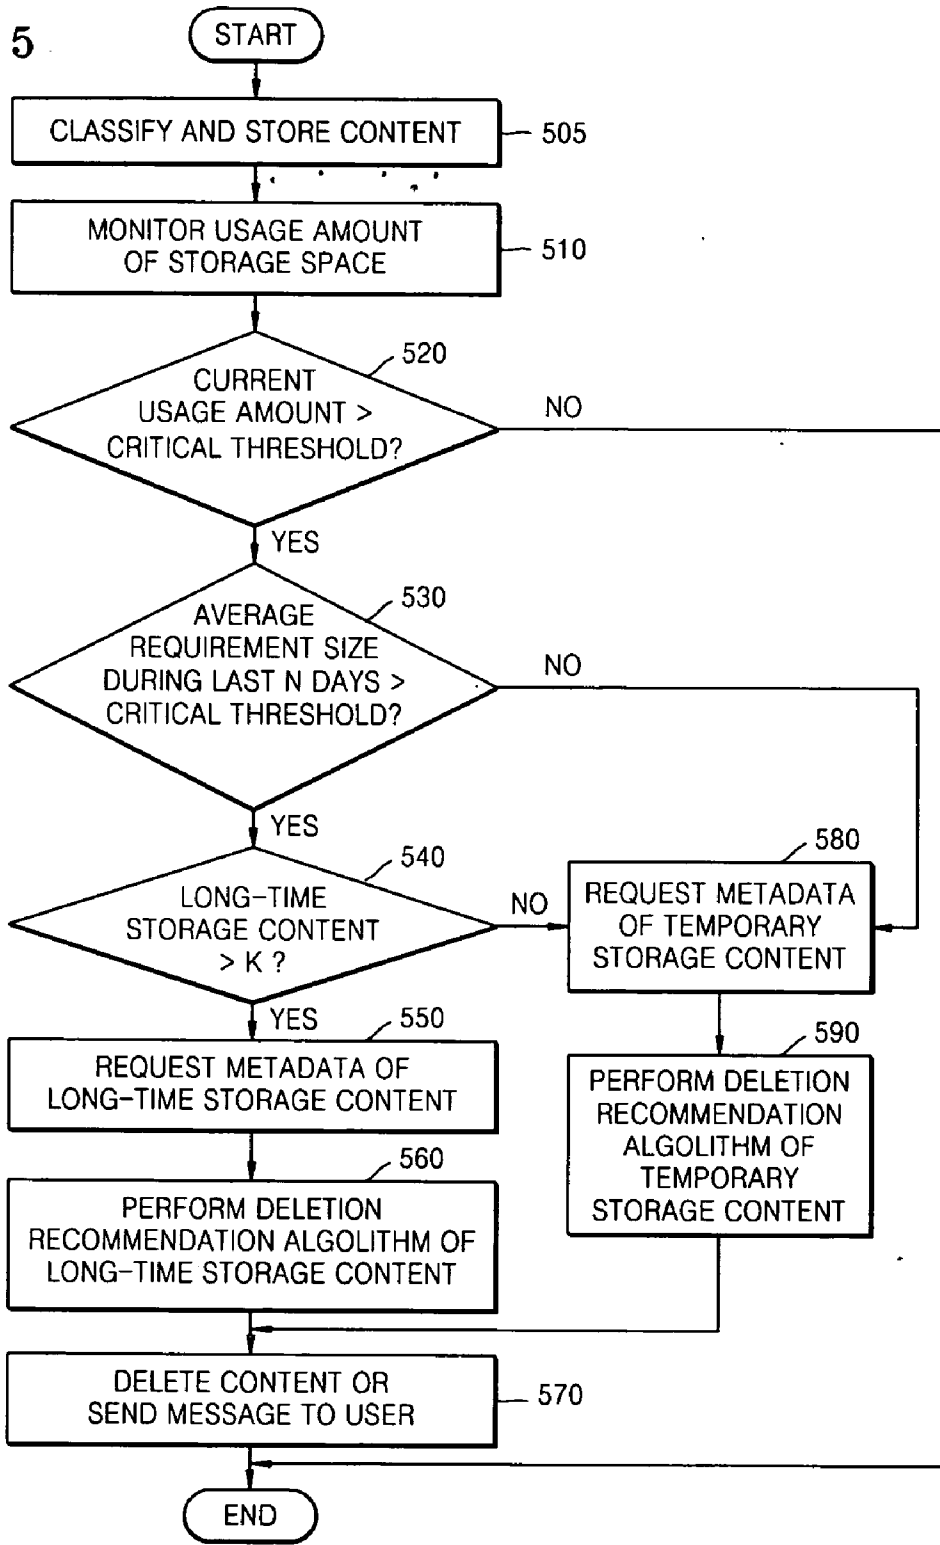 5
START
CLASSIFY AND STORE CONTENT
505
MONITOR USAGE AMOUNT
OF STORAGE SPACE
510
520
CURRENT
USAGE AMOUNT >
CRITICAL THRESHOLD?
NO
YES
530
AVERAGE
REQUIREMENT SIZE
DURING LAST N DAYS >
CRITICAL THRESHOLD?
NO
YES
540
LONG-TIME
STORAGE CONTENT
> K ?
NO
YES
580
REQUEST METADATA
OF TEMPORARY
STORAGE CONTENT
550
REQUEST METADATA OF
LONG-TIME STORAGE CONTENT
590
PERFORM DELETION
RECOMMENDATION
ALGOLITHM OF
TEMPORARY
STORAGE CONTENT
560
PERFORM DELETION
RECOMMENDATION ALGOLITHM OF
LONG-TIME STORAGE CONTENT
DELETE CONTENT OR
SEND MESSAGE TO USER
570
END